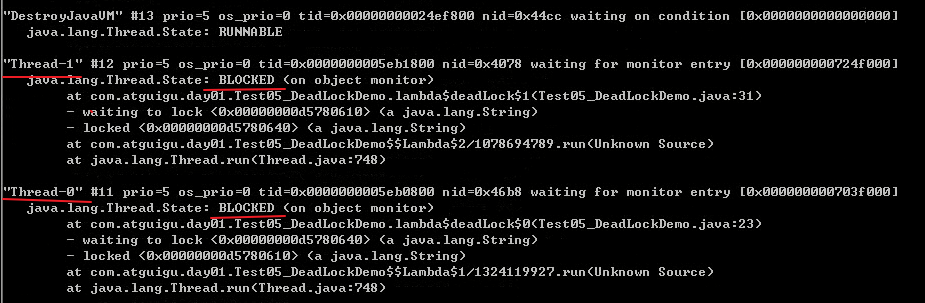 "DestroyJavaVM" #13 prio=5 os_prio=0 tid=0x00000000024ef800 nid=0x44cc waiting on condition [0x0000000000000000]
java.lang.Thread.State: RUNNABLE
"Thread-1" #12 prio=5 os_prio=0 tid=0x0000000005eb1800 nid=0x4078 waiting for monitor entry [0x000000000724f000]
java.lang.Thread.State: BLOCKED (on object monitor)
at com.atguigu.day01.Test05_DeadLockDemo.lambda$deadLock$1(Test05_DeadLockDemo.java:31)
- waiting to lock <0x00000000d5780610> (a java.lang.String)
- locked <0x00000000d5780640> (a java.lang.String)
at com.atguigu.day01.Test05_DeadLockDemo$$Lambda$2/1078694789.run(Unknown Source)
at java.lang.Thread.run(Thread.java:748)
"Thread-0" #11 prio=5 os_prio=0 tid=0x0000000005eb0800 nid=0x46b8 waiting for monitor entry [0x000000000703f000]
java.lang.Thread.State: BLOCKED (on object monitor)
at com.atguigu.day01.Test05_DeadLockDemo.lambda$deadLock$0(Test05_DeadLockDemo.java:23)
- waiting to lock <0x00000000d5780640> (a java.lang.String)
- locked <0x00000000d5780610> (a java.lang.String)
at com.atguigu.day01.Test05_DeadLockDemo$$Lambda$1/1324119927.run(Unknown Source)
at java.lang.Thread.run(Thread.java:748)